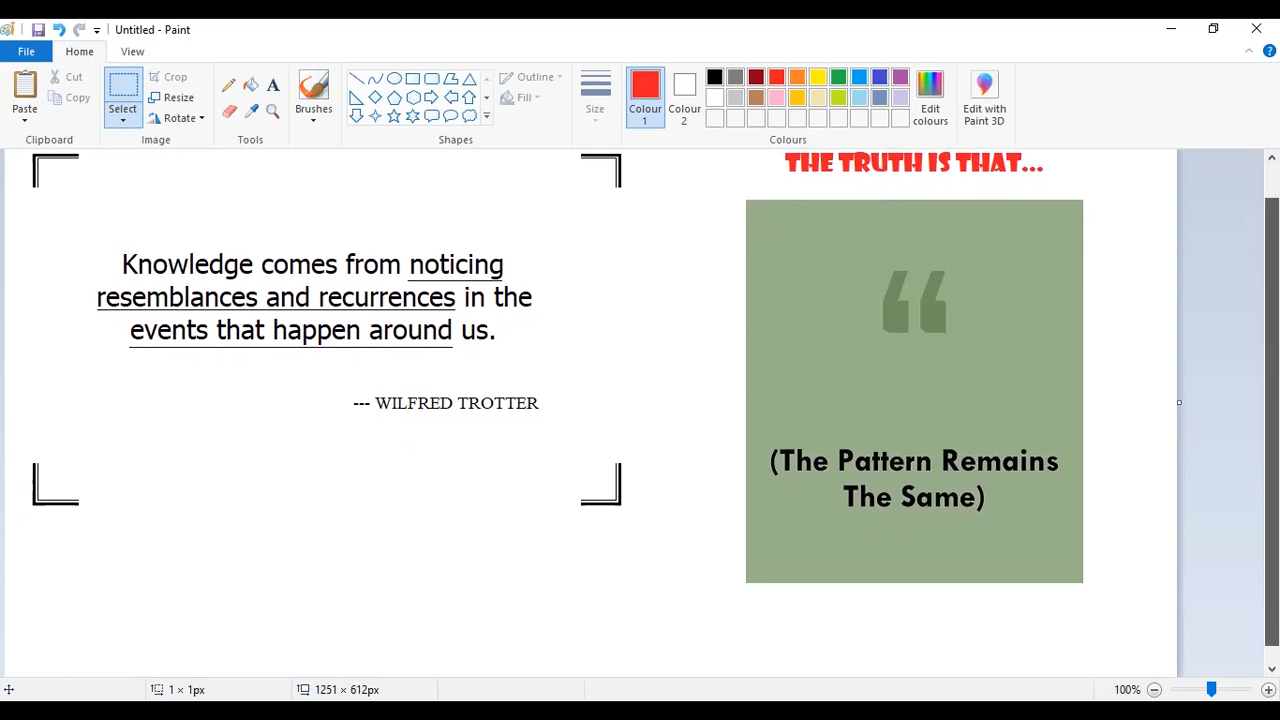 Untitled - Paint
File Home View
Paste
Cut
Copy
Clipboard
Select
Crop
Resize
Rotate
Image
A
Tools
Brushes
Outline
Fill
Shapes
Size
Colour 1
Colour 2
Edit colours
Edit with Paint 3D
Colours
THE TRUTH IS THAT...
Knowledge comes from noticing
resemblances and recurrences in the
events that happen around us.
--- WILFRED TROTTER
“
(The Pattern Remains
The Same)
1 × 1px
1251 × 612px
100%